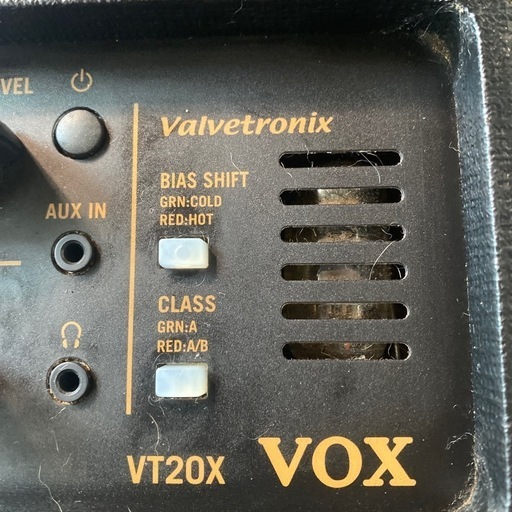 VEL
Valvetronix
BIAS SHIFT
GRN:COLD
RED:HOT
AUX IN
CLASS
GRN:A
RED:A/B
VT20X
VOX